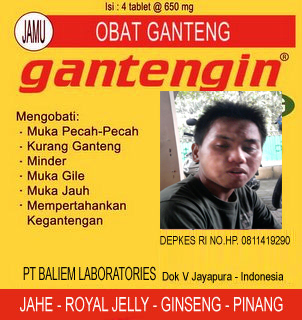 Isi : 4 tablet @ 650 mg
JAMU
OBAT GANTENG
gantengin®
Mengobati:
- Muka Pecah-Pecah
- Kurang Ganteng
- Minder
- Muka Gile
- Muka Jauh
- Mempertahankan
Kegantengan
G
DEPKES RI NO.HP. 0811419290
PT BALIEM LABORATORIES Dok V Jayapura - Indonesia
JAHE - ROYAL JELLY - GINSENG - PINANG